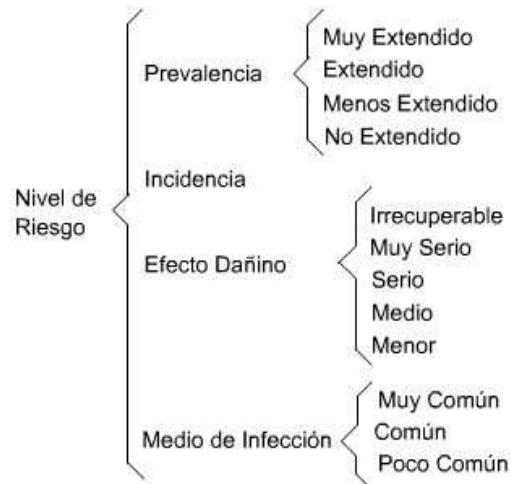 Nivel de
Riesgo
Prevalencia
Muy Extendido
Extendido
Menos Extendido
No Extendido
Incidencia
Efecto Dañino
Irrecuperable
Muy Serio
Serio
Medio
Menor
Medio de Infección
Muy Común
Común
Poco Común